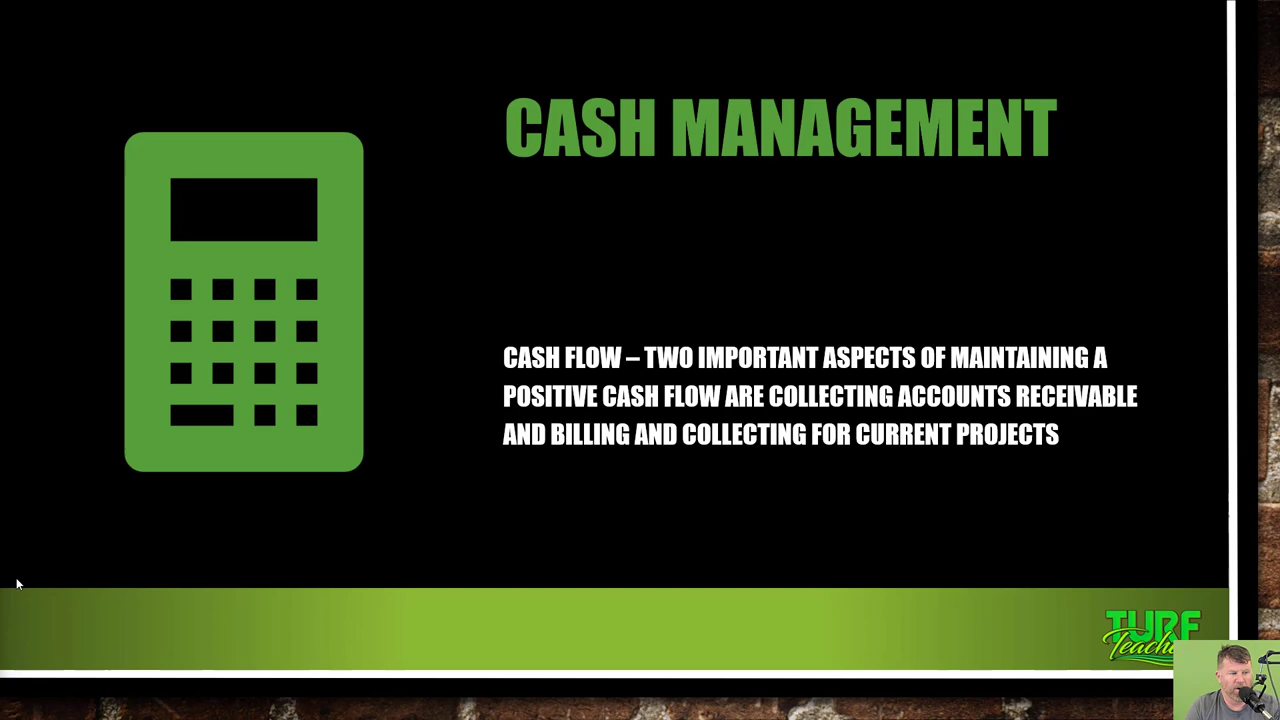 CASH MANAGEMENT
CASH FLOW – TWO IMPORTANT ASPECTS OF MAINTAINING A
POSITIVE CASH FLOW ARE COLLECTING ACCOUNTS RECEIVABLE
AND BILLING AND COLLECTING FOR CURRENT PROJECTS
TURF